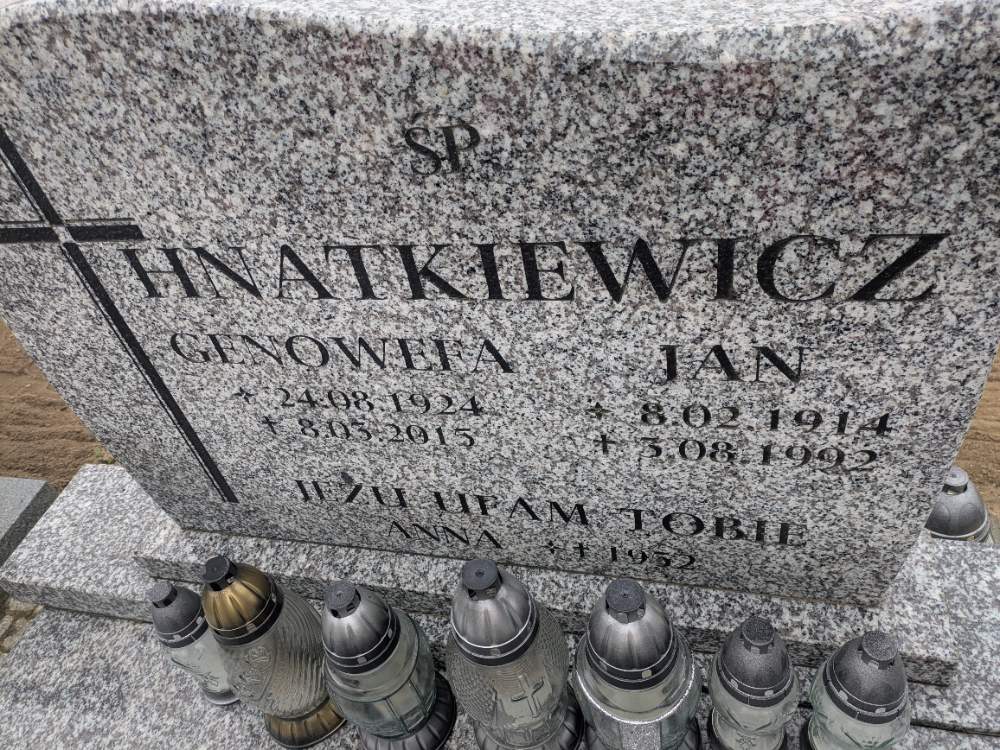 ŚP
HNATKIEWICZ
GENOWEFA JAN
24.08.1924 8.02.1914
8.03.2015 3.08.1992
JEZU UFAM TOBIE
ANNA 1952